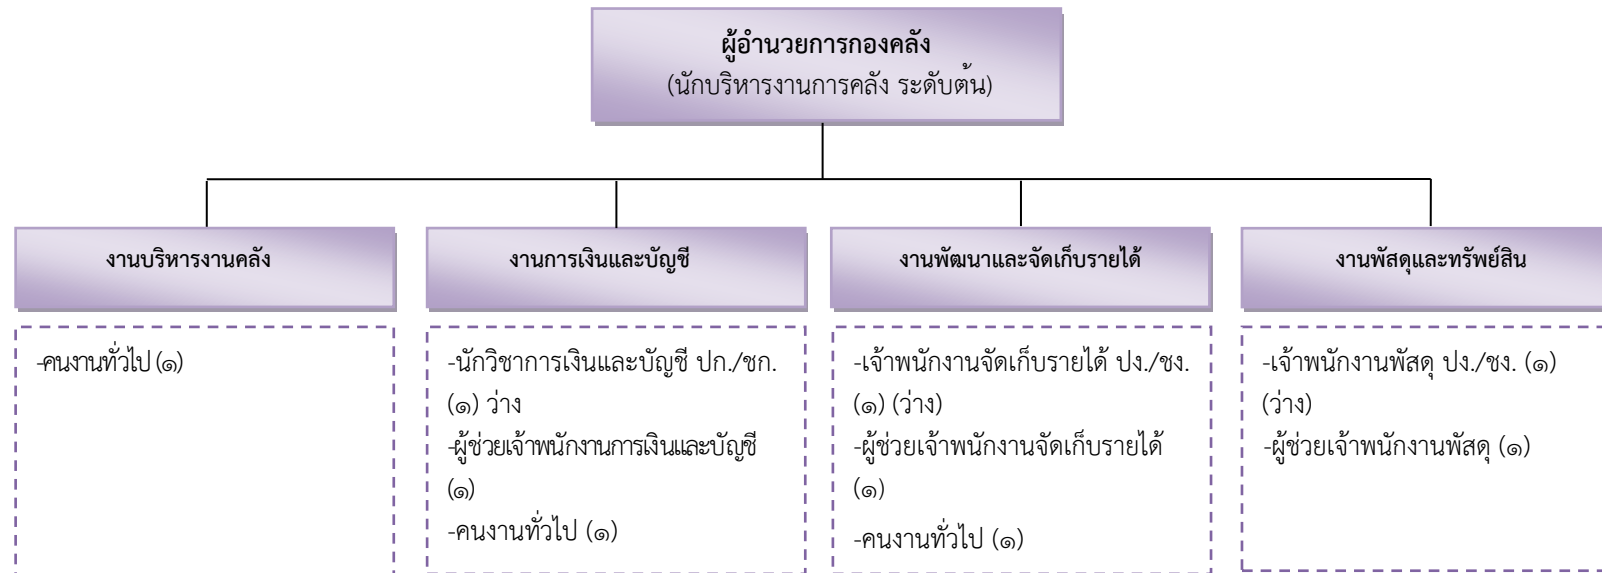 ผู้อำนวยการกองคลัง
(นักบริหารงานการคลัง ระดับต้น)
งานบริหารงานคลัง
-คนงานทั่วไป (๑)
งานการเงินและบัญชี
-นักวิชาการเงินและบัญชี ปก./ชก.
(๑) ว่าง
-ผู้ช่วยเจ้าพนักงานการเงินและบัญชี
(๑)
-คนงานทั่วไป (๑)
งานพัฒนาและจัดเก็บรายได้
-เจ้าพนักงานจัดเก็บรายได้ ปง./ชง.
(๑) (ว่าง)
-ผู้ช่วยเจ้าพนักงานจัดเก็บรายได้
(๑)
-คนงานทั่วไป (๑)
งานพัสดุและทรัพย์สิน
-เจ้าพนักงานพัสดุ ปง./ชง. (๑)
(ว่าง)
-ผู้ช่วยเจ้าพนักงานพัสดุ (๑)